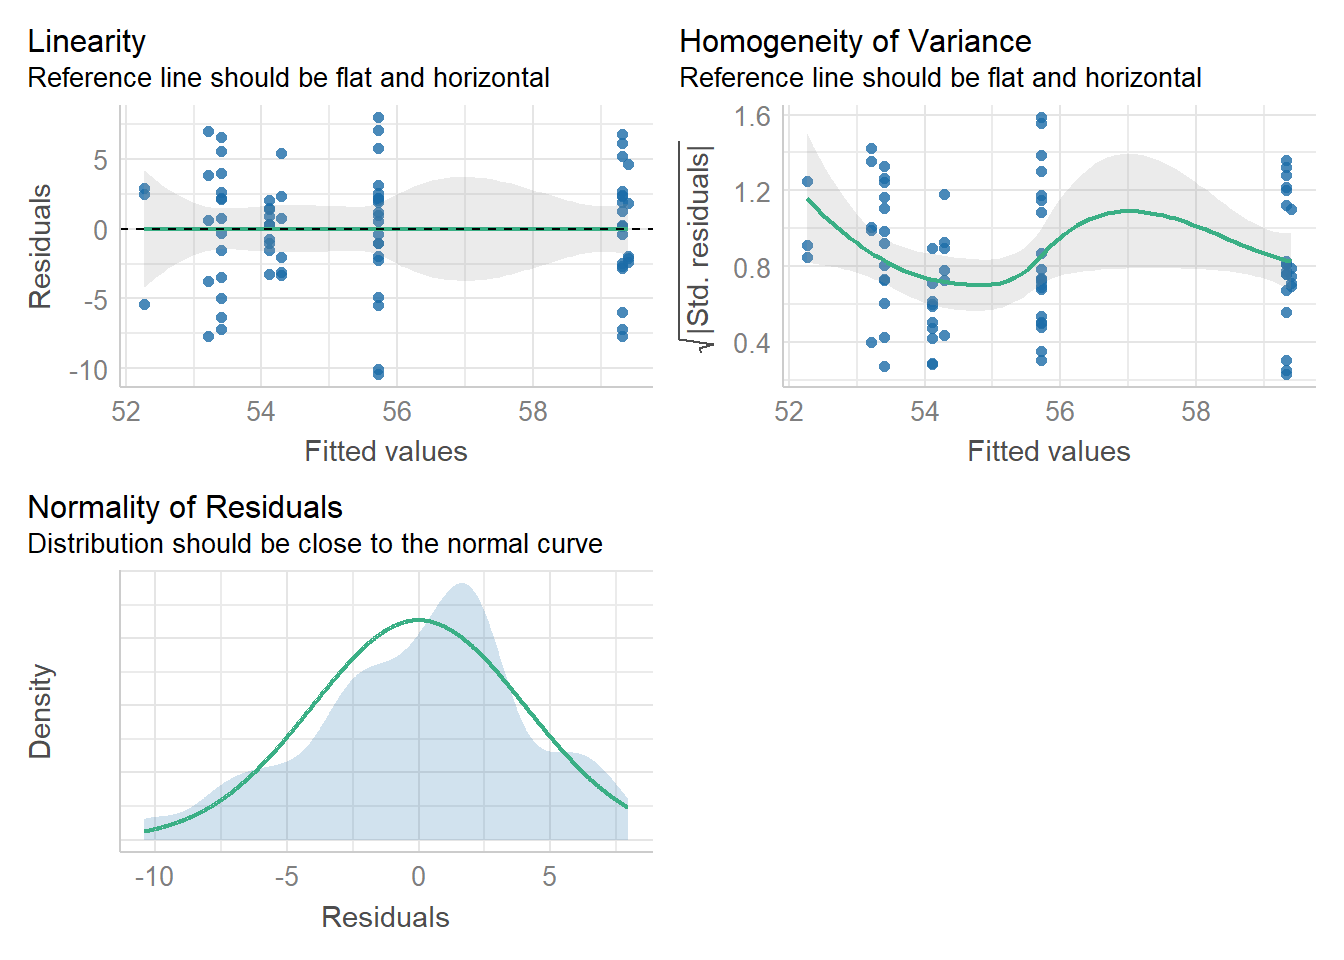 Linearity
Reference line should be flat and horizontal
Residuals
5
0
-5
-10
52
54
56
58
Fitted values
Homogeneity of Variance
Reference line should be flat and horizontal
√|Std. residuals|
1.6
1.2
0.8
0.4
52
54
56
58
Fitted values
Normality of Residuals
Distribution should be close to the normal curve
Density
-10
-5
0
5
Residuals